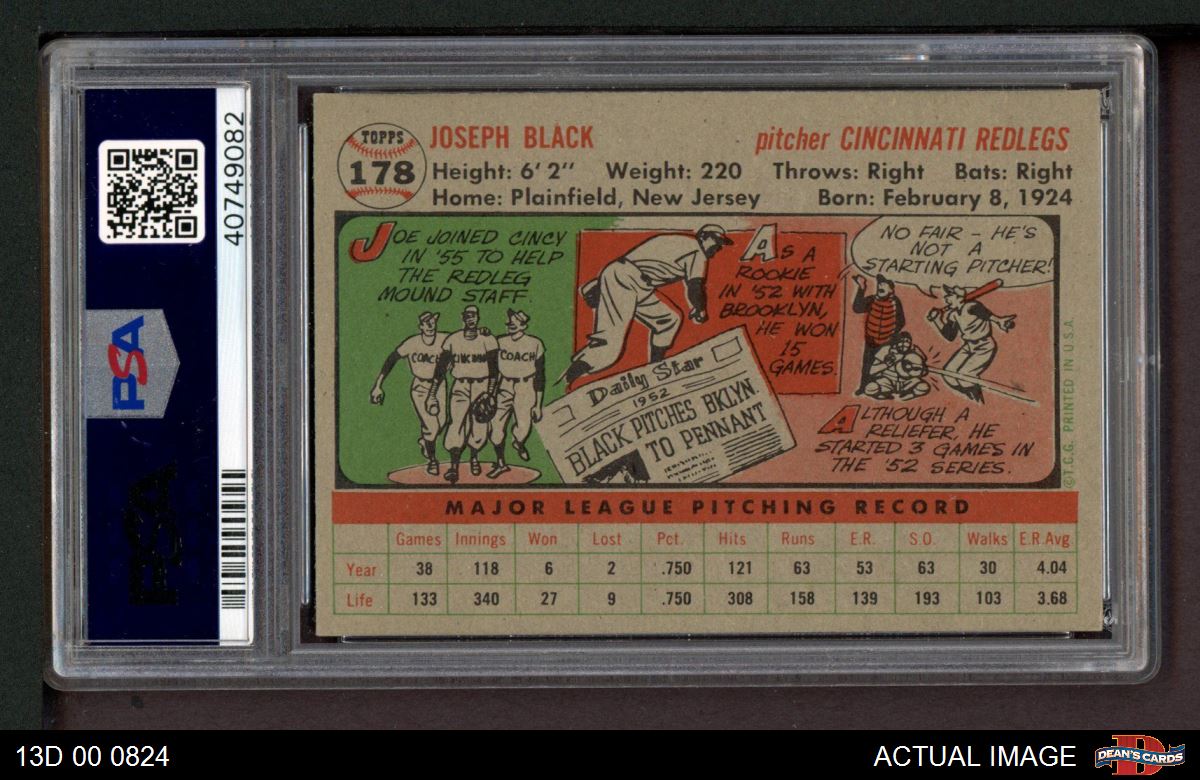 40749082
PSA
PSA
TOPPS
178
JOSEPH BLACK
pitcher CINCINNATI REDLEGS
Height: 6' 2" Weight: 220 Throws: Right Bats: Right
Home: Plainfield, New Jersey Born: February 8, 1924
JOE JOINED CINCY
IN '55 TO HELP
THE REDLEG
MOUND STAFF.
COACH
COACH
AS A
ROOKIE
IN '52 WITH
BROOKLYN,
HE WON
15
GAMES.
Daily Star
1952
BLACK PITCHES BKLYN.
TO PENNANT
NO FAIR – HE'S
NOT A
STARTING PITCHER!
ALTHOUGH A
RELIEFER, HE
STARTED 3 GAMES IN
THE '52 SERIES.
©T.C.G. PRINTED IN U.S.A.
MAJOR LEAGUE PITCHING RECORD
Games Innings Won Lost Pct. Hits Runs E.R. S.O. Walks E.R.Avg
Year 38 118 6 2 .750 121 63 53 63 30 4.04
Life 133 340 27 9 .750 308 158 139 193 103 3.68
13D 00 0824
ACTUAL IMAGE
D
DEAN'S CARDS